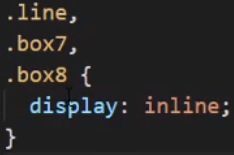 .line,
.box7,
.box8 {
  display: inline;
}